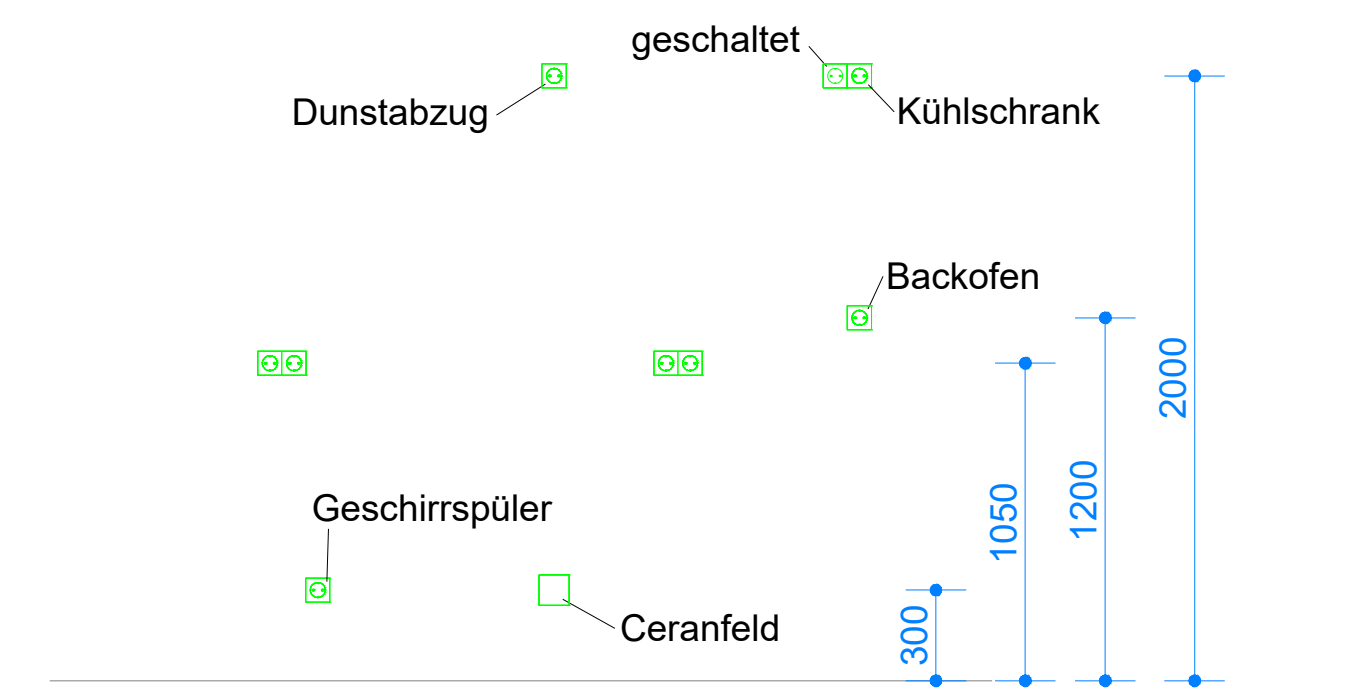 geschaltet
Dunstabzug
Kühlschrank
Backofen
2000
1200
1050
Geschirrspüler
300
Ceranfeld